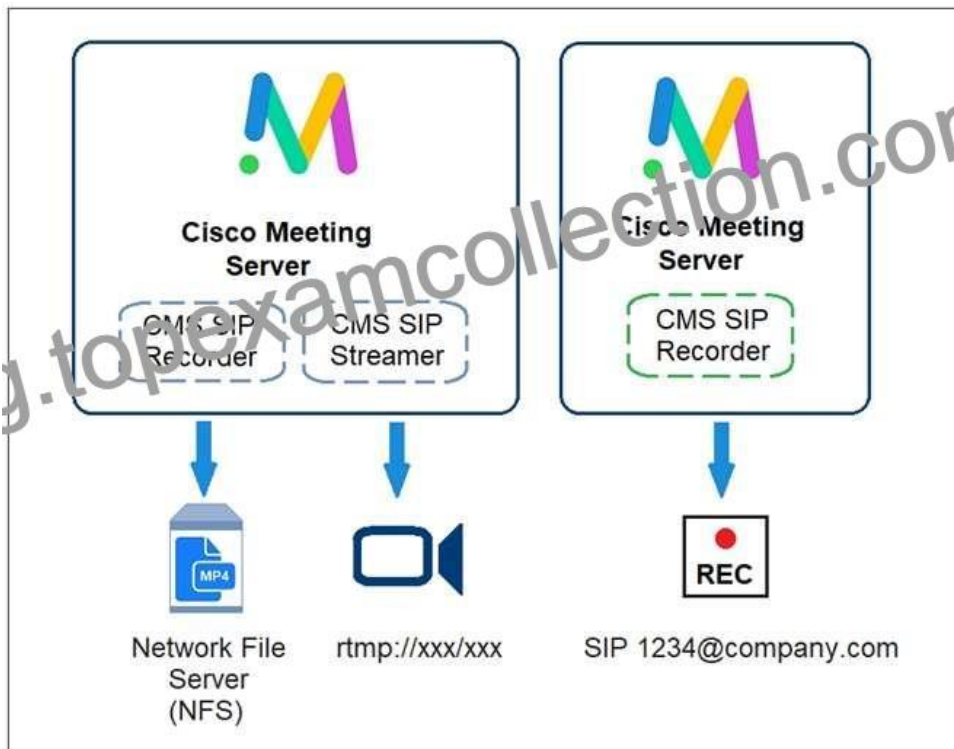 Cisco Meeting
Server
CMS SIP
Recorder
CMS SIP
Streamer
Cisco Meeting
Server
CMS SIP
Recorder
MP4
REC
Network File
Server
(NFS)
rtmp://xxx/xxx
SIP 1234@company.com
g.topexamcollection.com